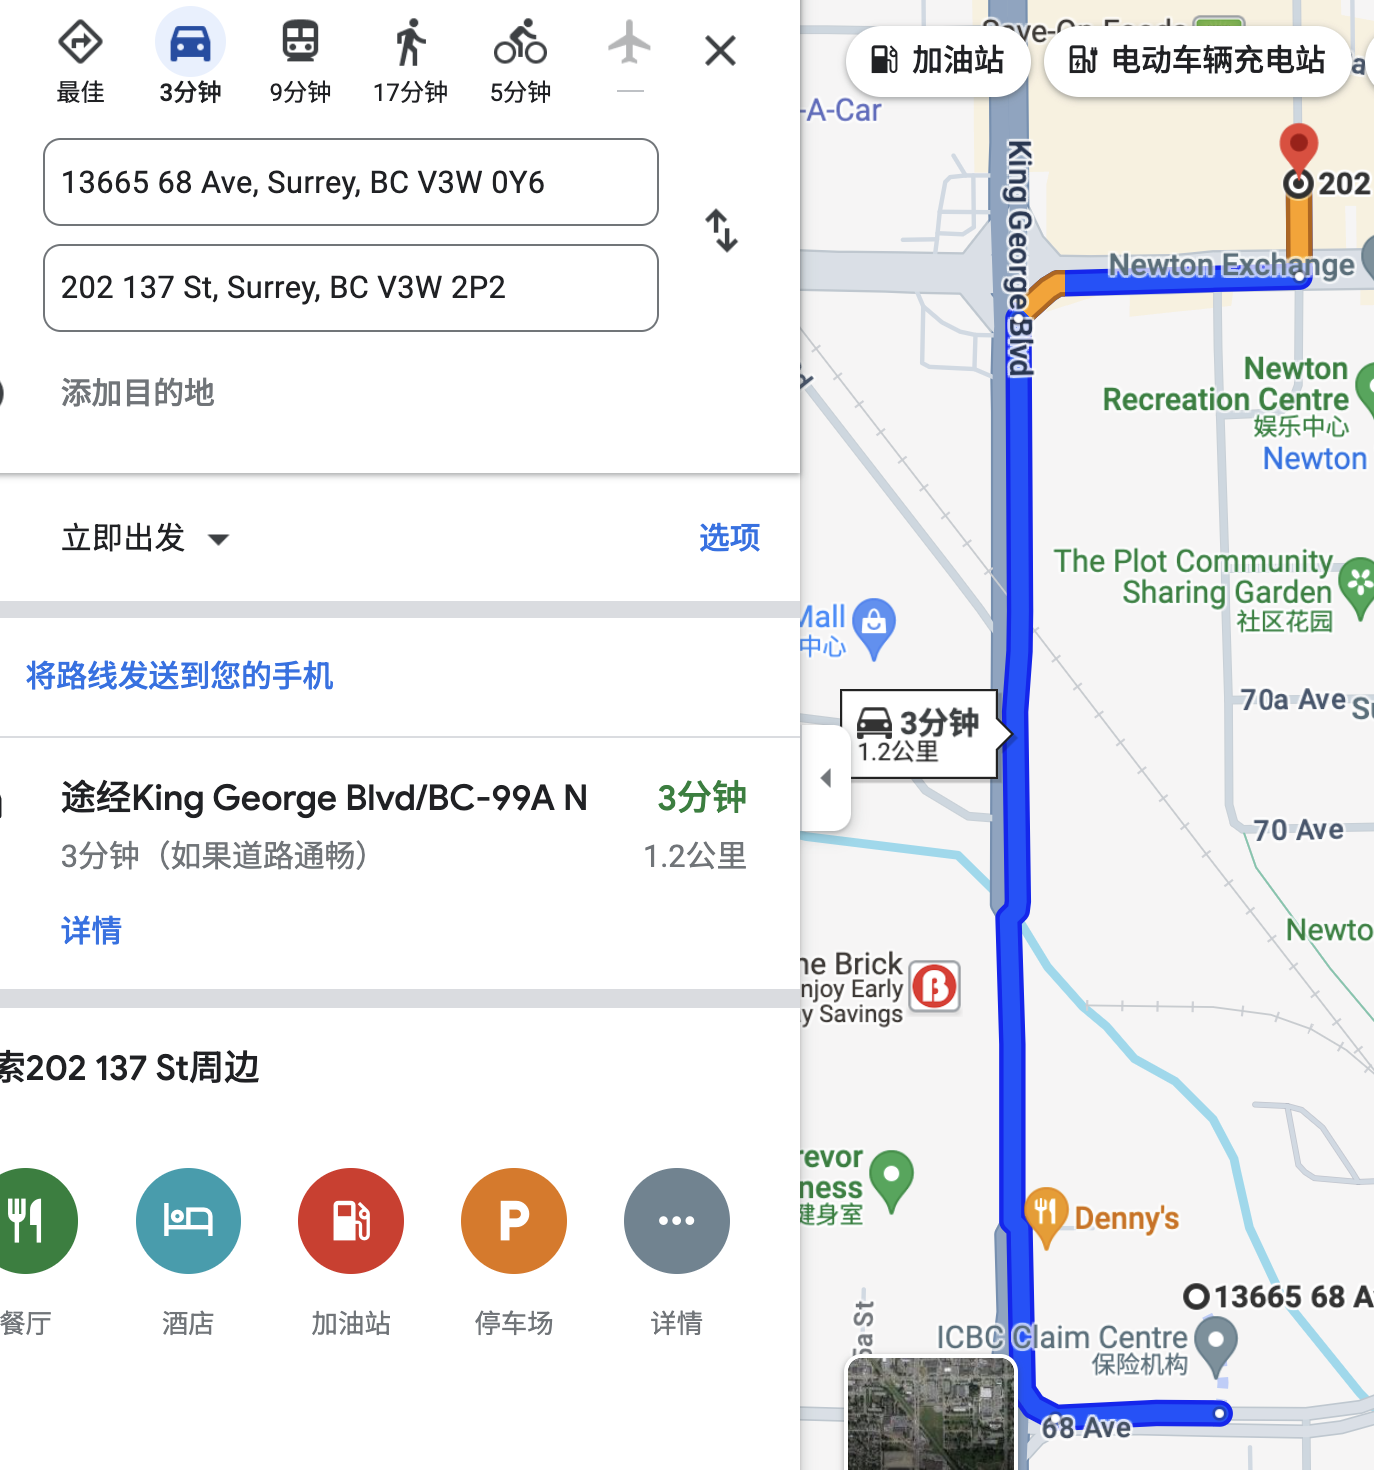 最佳
3分钟
9分钟
17分钟
5分钟
—
13665 68 Ave, Surrey, BC V3W 0Y6
202 137 St, Surrey, BC V3W 2P2
添加目的地
立即出发
选项
将路线发送到您的手机
途经King George Blvd/BC-99A N
3分钟
3分钟（如果道路通畅）
1.2公里
详情
索202 137 St周边
餐厅
酒店
加油站
P
停车场
详情
加油站
电动车辆充电站
-A-Car
King George Blvd
202
Newton Exchange
Newton
Recreation Centre
娱乐中心
Newton
The Plot Community
Sharing Garden
社区花园
Mall
中心
70a Ave
3分钟
1.2公里
70 Ave
Newto
he Brick
njoy Early
y Savings
B
revor
ness
健身室
Denny's
13665 68 A
5a St
ICBC Claim Centre
保险机构
68 Ave